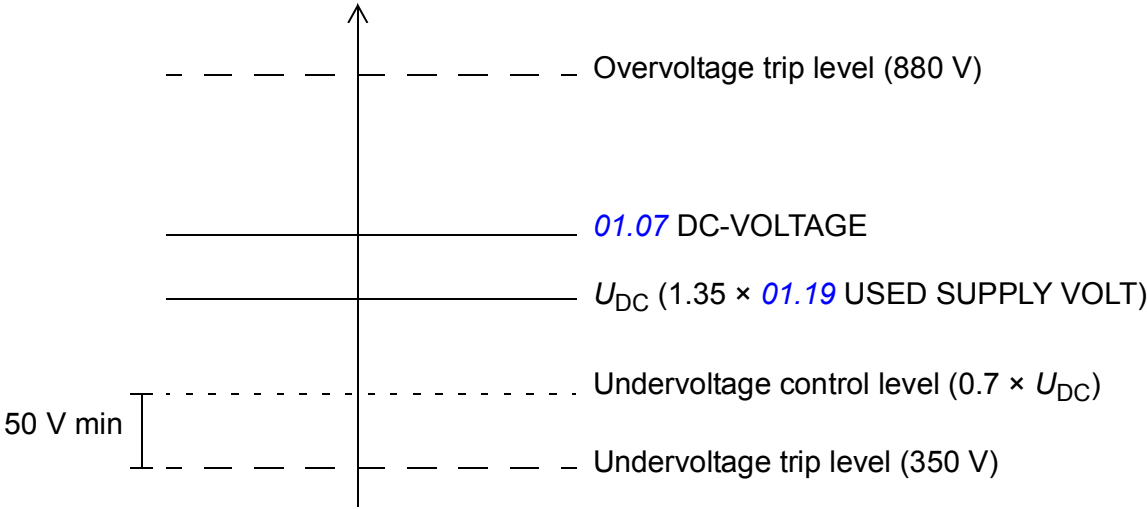 Overvoltage trip level (880 V)
01.07 DC-VOLTAGE
UDC (1.35 × 01.19 USED SUPPLY VOLT)
Undervoltage control level (0.7 × UDC)
50 V min
Undervoltage trip level (350 V)